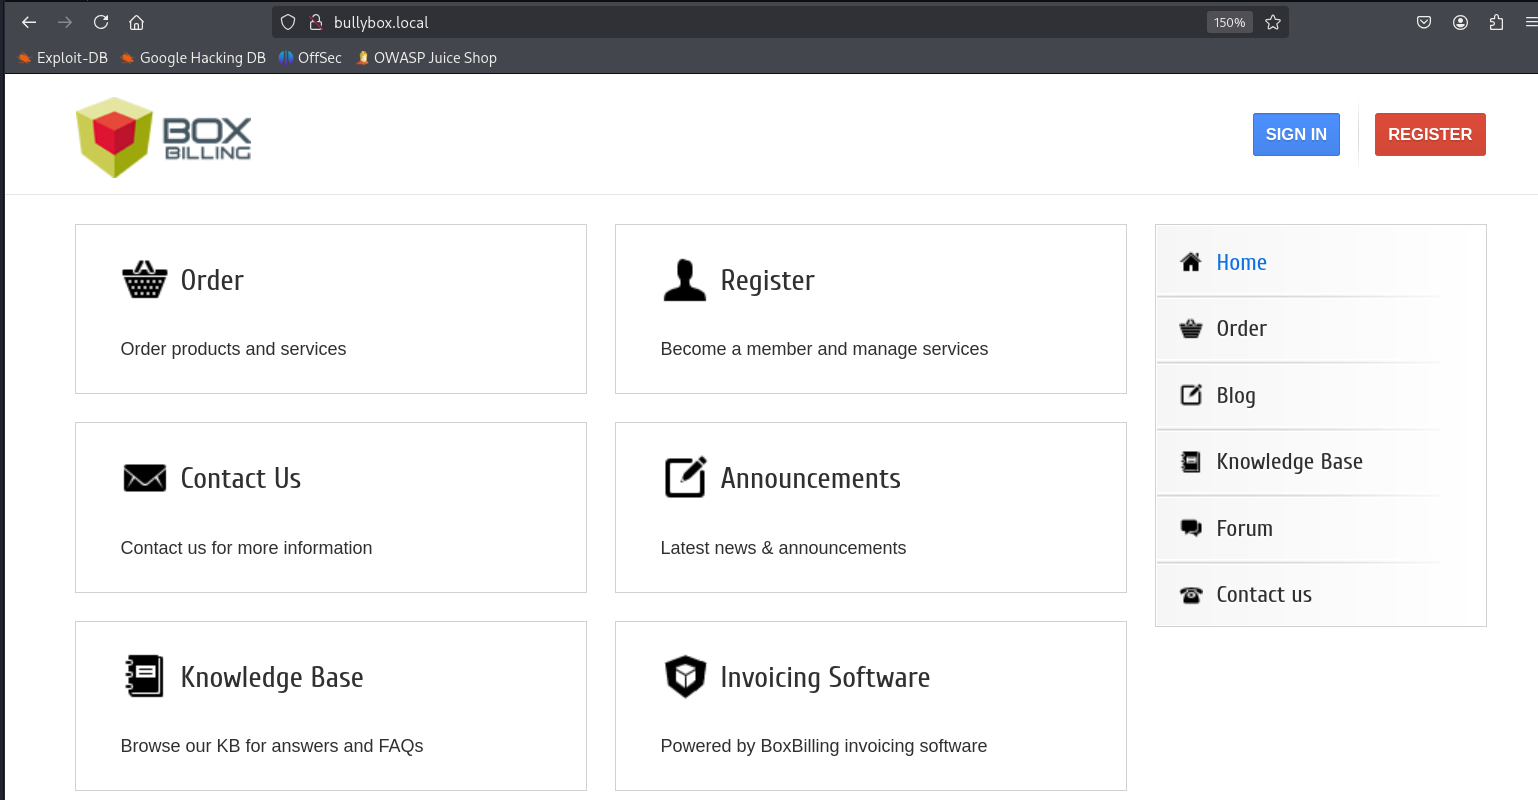 bullybox.local
150%
Exploit-DB
Google Hacking DB
OffSec
OWASP Juice Shop
BOX
BILLING
SIGN IN
REGISTER
Order
Order products and services
Register
Become a member and manage services
Contact Us
Contact us for more information
Announcements
Latest news & announcements
Knowledge Base
Browse our KB for answers and FAQs
Invoicing Software
Powered by BoxBilling invoicing software
Home
Order
Blog
Knowledge Base
Forum
Contact us